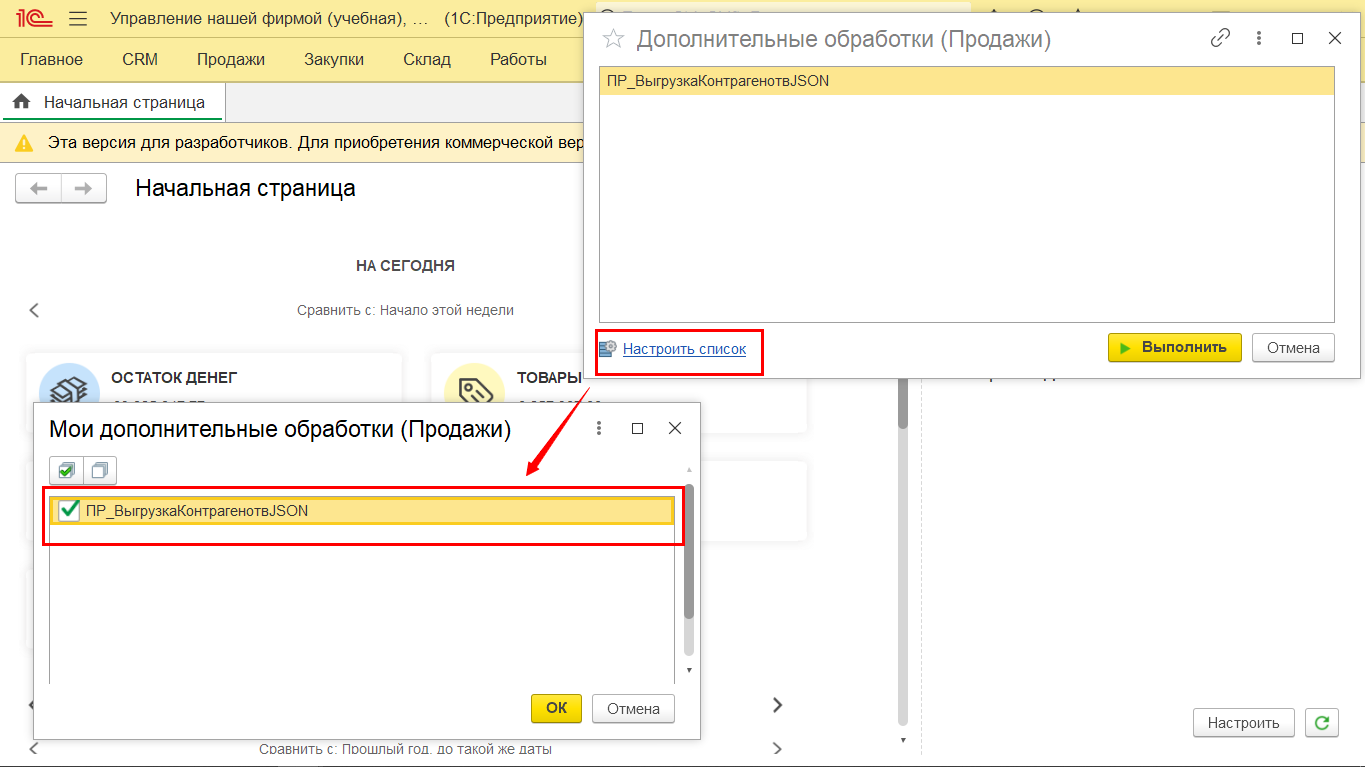 Управление нашей фирмой (учебная), ... (1С:Предприятие)
Главное CRM Продажи Закупки Склад Работы
Начальная страница
Эта версия для разработчиков. Для приобретения коммерческой вер
Начальная страница
НА СЕГОДНЯ
Сравнить с: Начало этой недели
ОСТАТОК ДЕНЕГ
ТОВАРЫ
Дополнительные обработки (Продажи)
ПР_ВыгрузкаКонтрагенотвJSON
Настроить список
Выполнить
Отмена
Мои дополнительные обработки (Продажи)
ПР_ВыгрузкаКонтрагенотвJSON
ОК
Отмена
Настроить
Сравнить с: Прошлый год, до такой же даты